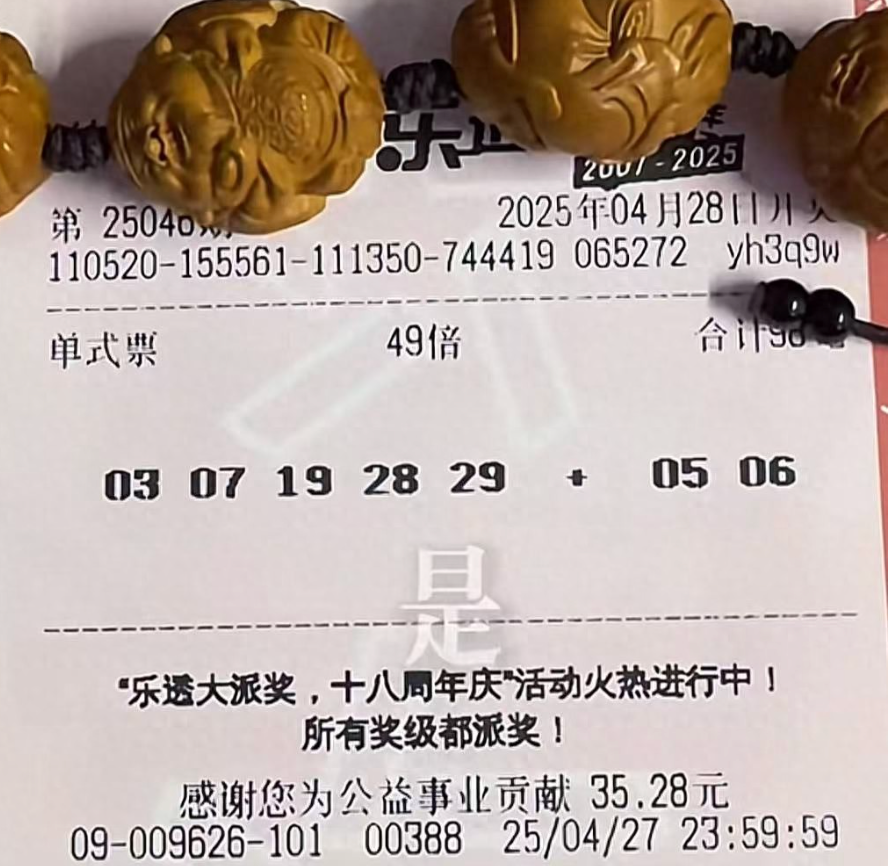 乐透
2007-2025
第 25046期
2025年04月28日开奖
110520-155561-111350-744419 065272 yh3q9w
单式票 49倍 合计98
03 07 19 28 29 + 05 06
是
“乐透大派奖，十八周年庆”活动火热进行中！
所有奖级都派奖！
感谢您为公益事业贡献 35.28元
09-009626-101 00388 25/04/27 23:59:59